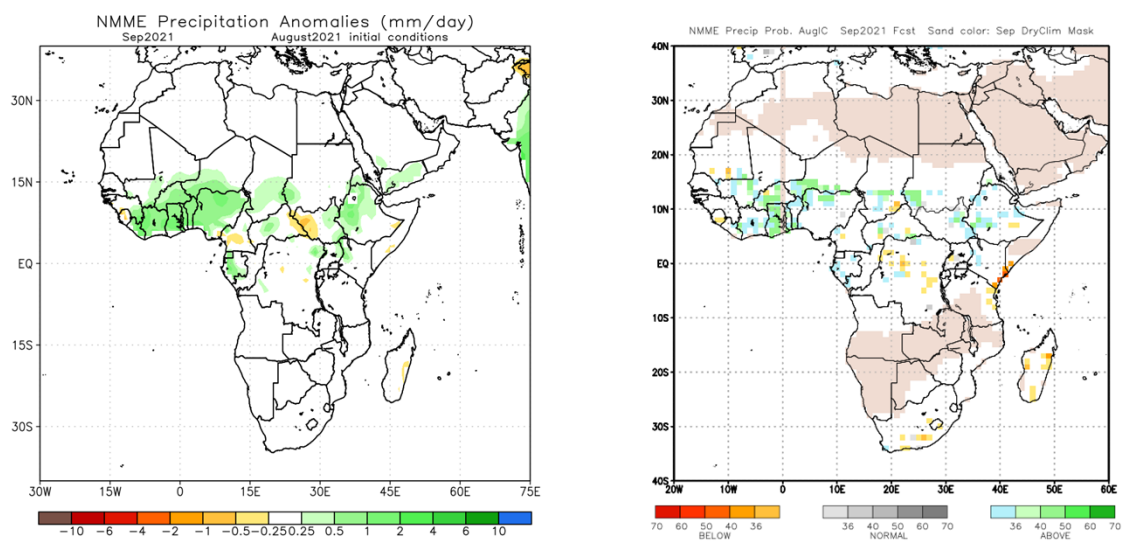 NMME Precipitation Anomalies (mm/day)
Sep2021 August2021 initial conditions
30N
15N
EQ
15S
30S
30W 15W 0 15E 30E 45E 60E 75E
−10 −6 −4 −2 −1 −0.5−0.250.25 0.5 1 2 4 6 10
NMME Precip Prob. AugIC Sep2021 Fcst Sand color: Sep DryClim Mask
40N
30N
20N
10N
EQ
10S
20S
30S
40S
20W 10W 0 10E 20E 30E 40E 50E 60E
70 60 50 40 36
BELOW
36 40 50 60 70
NORMAL
36 40 50 60 70
ABOVE